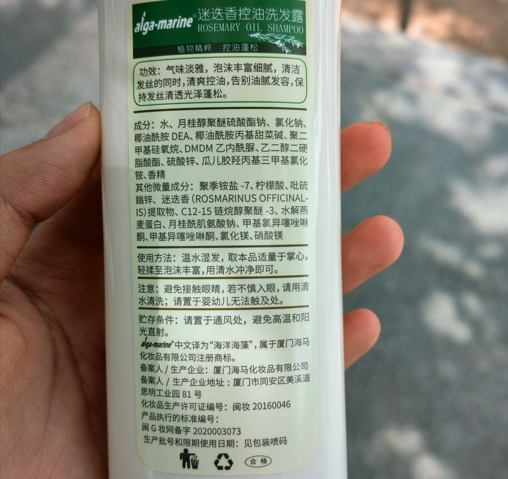 alga-marine® 迷迭香控油洗发露
ROSEMARY OIL SHAMPOO
植物精粹 控油蓬松
功效：气味淡雅，泡沫丰富细腻，清洁
发丝的同时，清爽控油，告别油腻发容，保
持发丝清透光泽蓬松。
成分：水、月桂醇聚醚硫酸酯钠、氯化钠、
椰油酰胺 DEA、椰油酰胺丙基甜菜碱、聚二
甲基硅氧烷、DMDM 乙内酰脲、乙二醇二硬
脂酸酯、硫酸锌、瓜儿胶羟丙基三甲基氯化
铵、香精
其他微量成分：聚季铵盐 -7、柠檬酸、吡硫
鎓锌、迷迭香（ROSMARINUS OFFICINAL-
IS）提取物、C12-15 链烷醇聚醚 -3、水解燕
麦蛋白、月桂酰肌氨酸钠、甲基氯异噻唑啉
酮、甲基异噻唑啉酮、氯化镁、硝酸镁
使用方法：温水湿发，取本品适量于掌心，
轻揉至泡沫丰富，用清水冲净即可。
注意：避免接触眼睛，若不慎入眼，请用清
水清洗；请置于婴幼儿无法触及处。
贮存条件：请置于通风处，避免高温和阳
光直射。
alga-marine® 中文译为“海洋海藻”，属于厦门海马
化妆品有限公司注册商标。
备案人 / 生产企业：厦门海马化妆品有限公司
备案人 / 生产企业地址：厦门市同安区美溪道
思明工业园 81 号
化妆品生产许可证编号：闽妆 20160046
产品执行的标准编号：
闽 G 妆网备字 2020003073
生产批号和限期使用日期：见包装喷码
合格